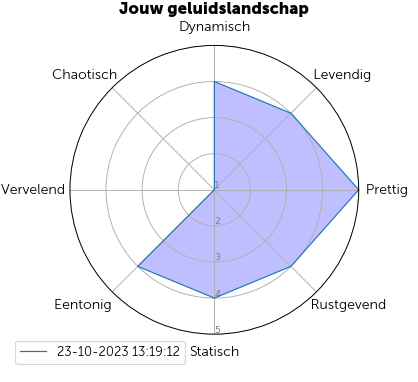 Jouw geluidslandschap
Dynamisch
Chaotisch
Levendig
Vervelend
1
Prettig
2
3
4
Eentonig
Rustgevend
5
23-10-2023 13:19:12
Statisch